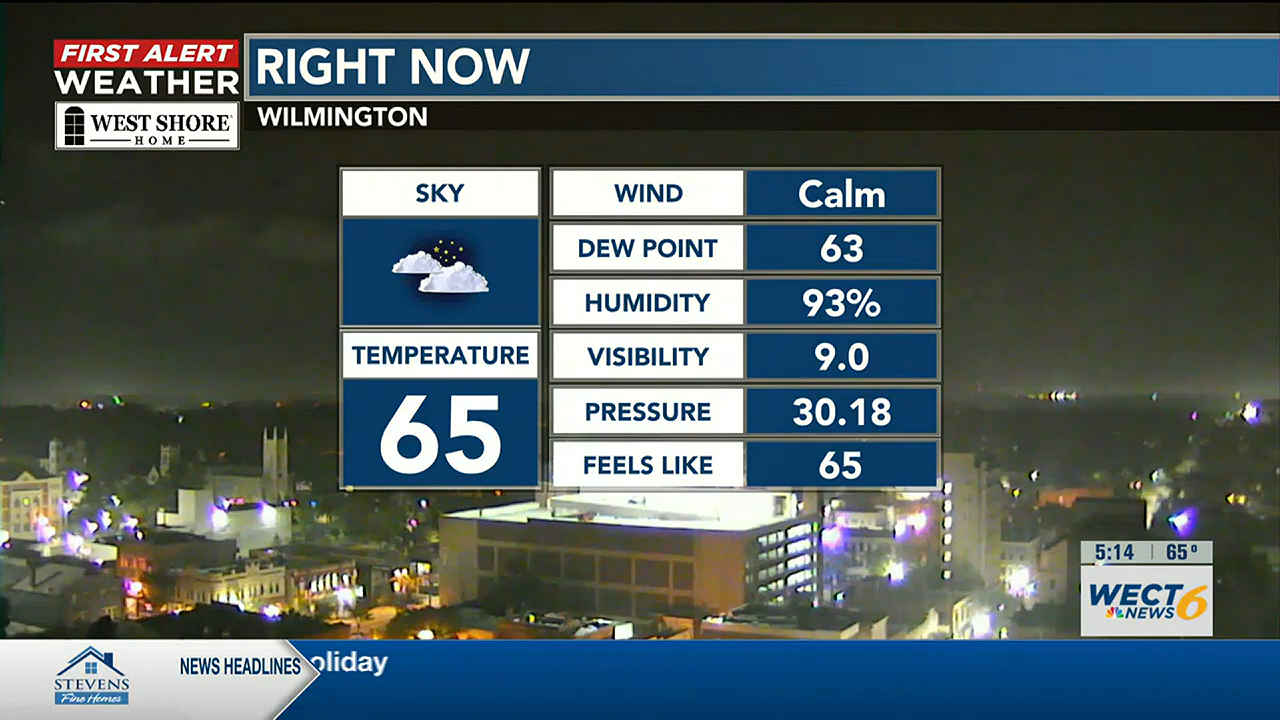 FIRST ALERT
WEATHER
WEST SHORE
HOME
RIGHT NOW
WILMINGTON
SKY
TEMPERATURE
65
WIND Calm
DEW POINT 63
HUMIDITY 93%
VISIBILITY 9.0
PRESSURE 30.18
FEELS LIKE 65
5:14 65°
WECT 6
NEWS
STEVENS
Fine Homes
NEWS HEADLINES
oliday